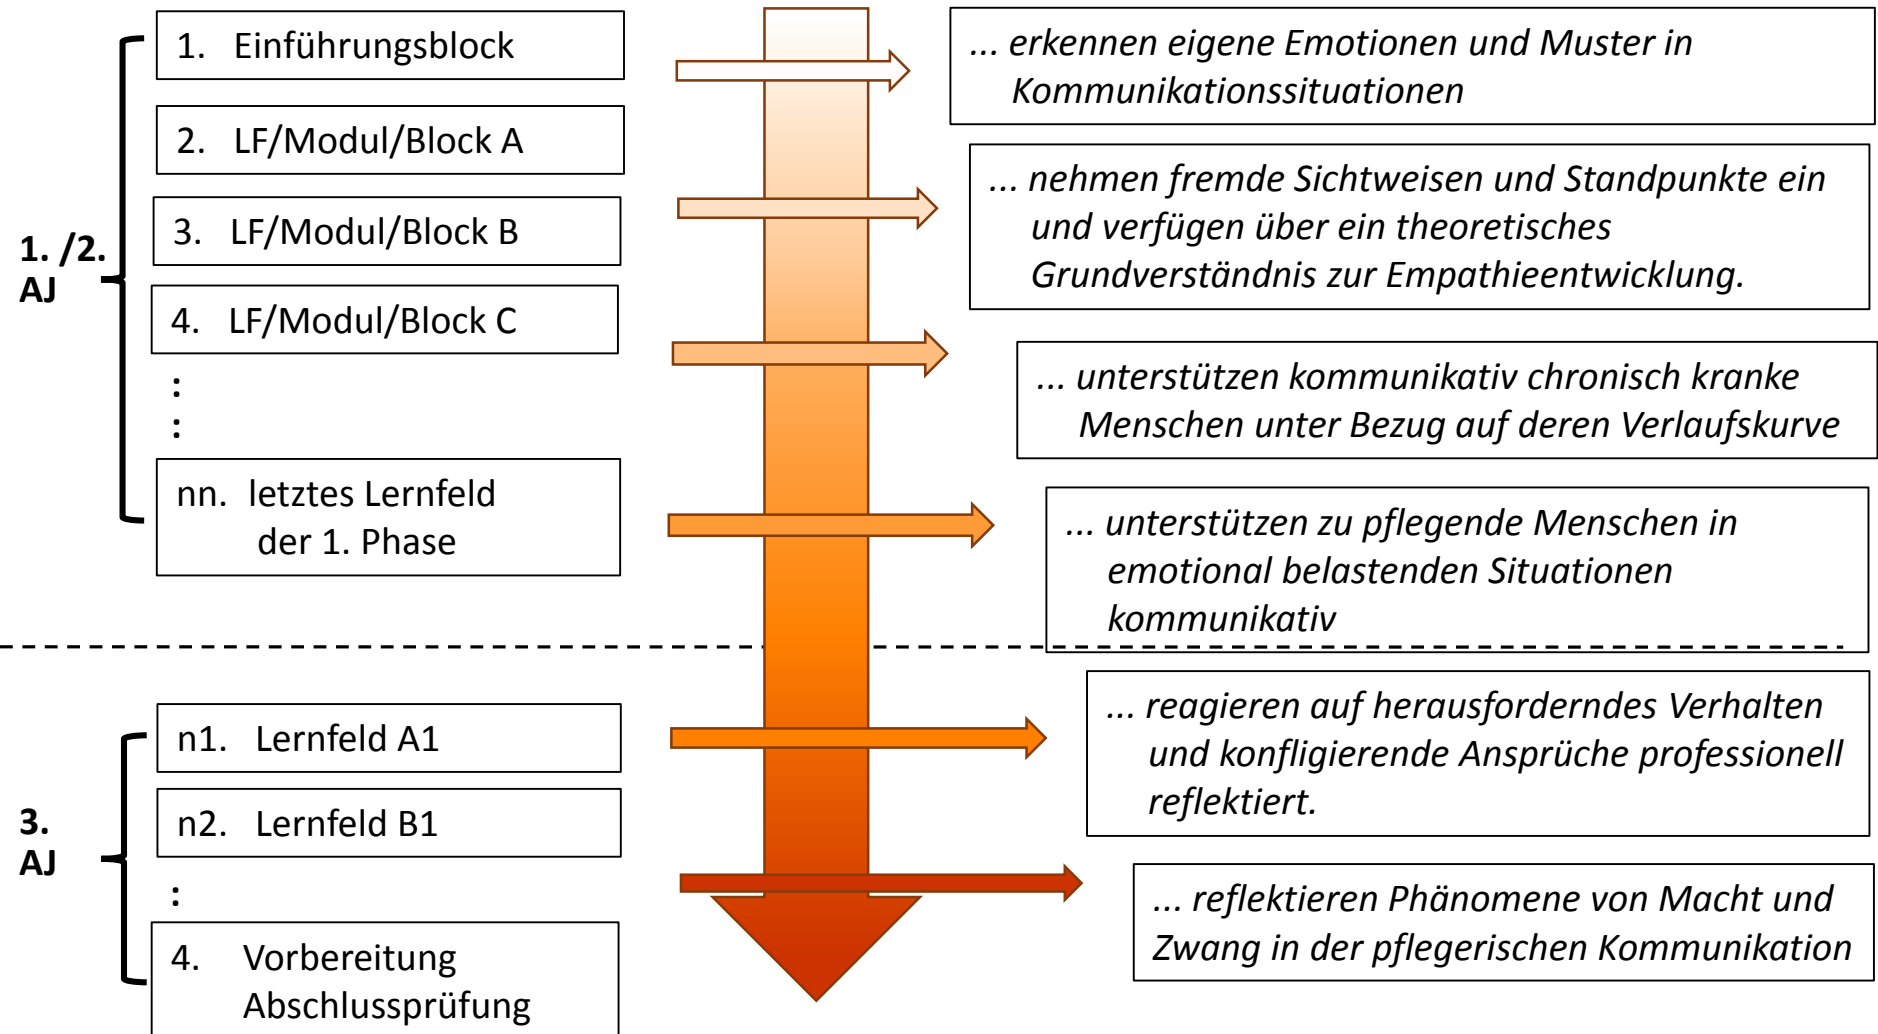 1. /2.
AJ
1. Einführungsblock
2. LF/Modul/Block A
3. LF/Modul/Block B
4. LF/Modul/Block C
:
:
nn. letztes Lernfeld
der 1. Phase
... erkennen eigene Emotionen und Muster in
Kommunikationssituationen
... nehmen fremde Sichtweisen und Standpunkte ein
und verfügen über ein theoretisches
Grundverständnis zur Empathieentwicklung.
... unterstützen kommunikativ chronisch kranke
Menschen unter Bezug auf deren Verlaufskurve
... unterstützen zu pflegende Menschen in
emotional belastenden Situationen
kommunikativ
3.
AJ
n1. Lernfeld A1
n2. Lernfeld B1
:
4. Vorbereitung
Abschlussprüfung
... reagieren auf herausforderndes Verhalten
und konfligierende Ansprüche professionell
reflektiert.
... reflektieren Phänomene von Macht und
Zwang in der pflegerischen Kommunikation